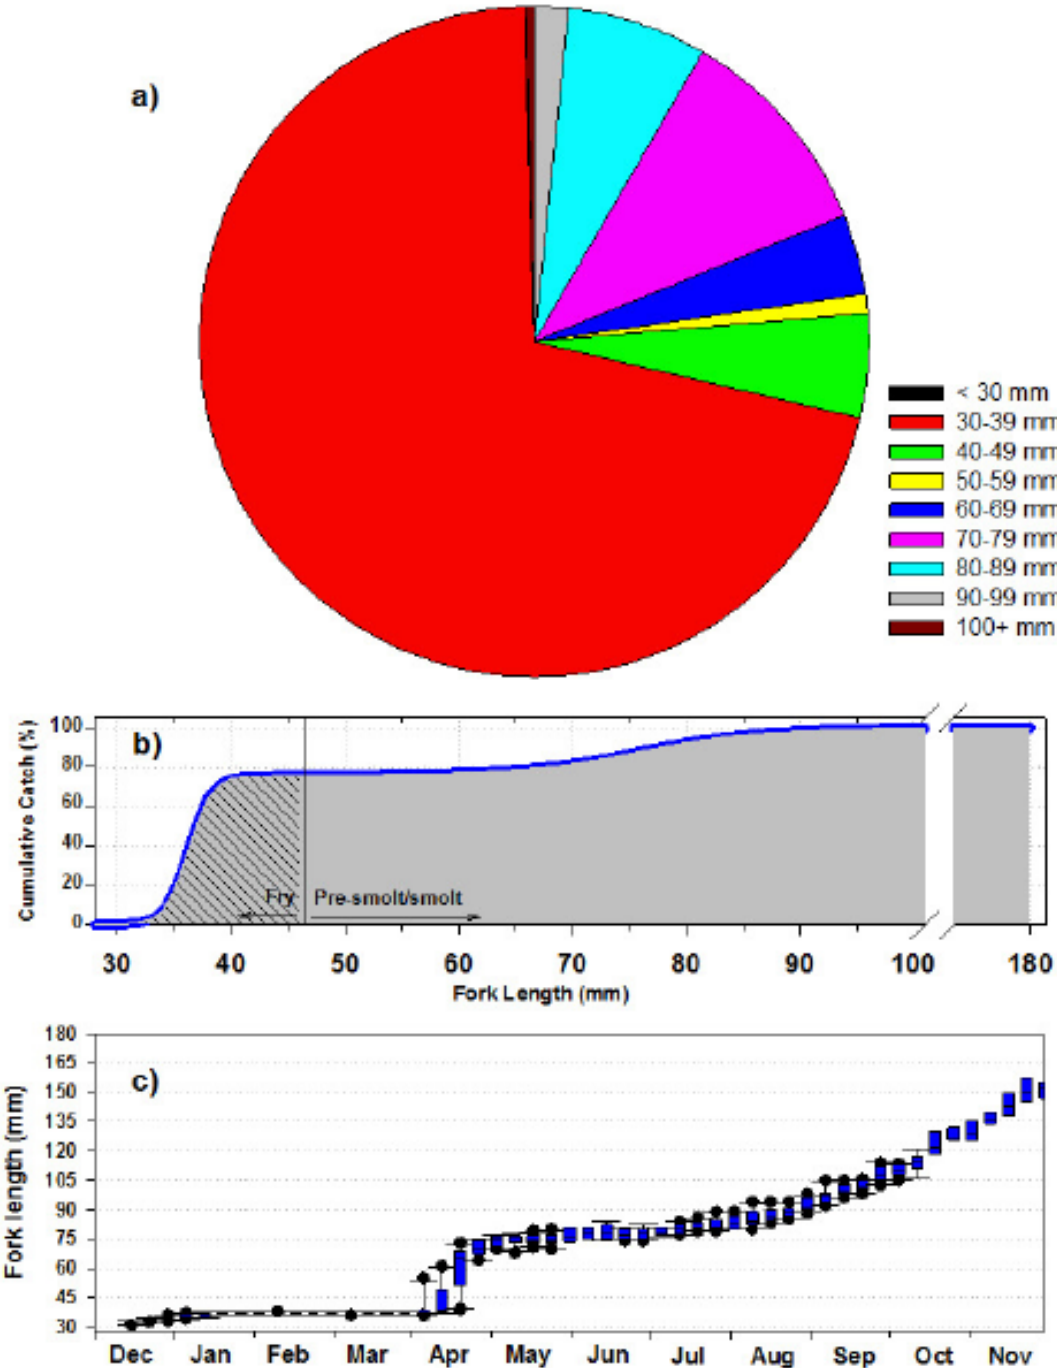 a)
< 30 mm
30-39 mm
40-49 mm
50-59 mm
60-69 mm
70-79 mm
80-89 mm
90-99 mm
100+ mm
b)
Cumulative Catch (%)
100
80
60
40
20
0
Fry
Pre-smolt/smolt
30 40 50 60 70 80 90 100 180
Fork Length (mm)
c)
Fork length (mm)
180
165
150
135
120
105
90
75
60
45
30
Dec Jan Feb Mar Apr May Jun Jul Aug Sep Oct Nov